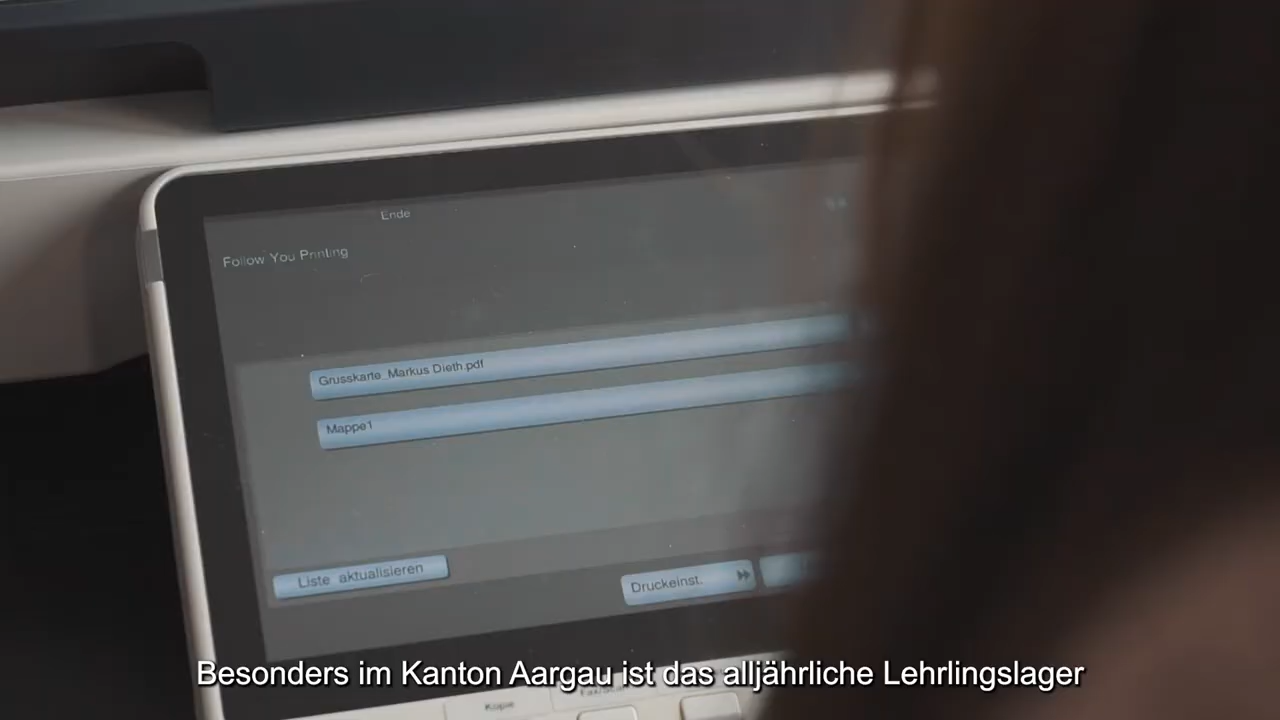 Ende
Follow You Printing
Grusskarte_Markus Dieth.pdf
Mappe1
Liste aktualisieren
Druckeinst.
Besonders im Kanton Aargau ist das alljährliche Lehrlingslager
Kopie